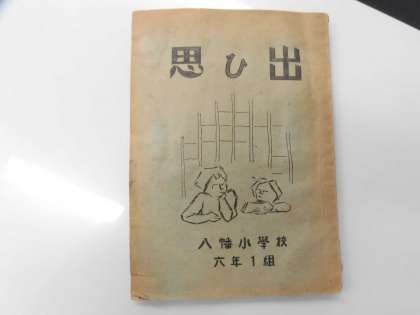 思ひ出
八幡小学校
六年1組